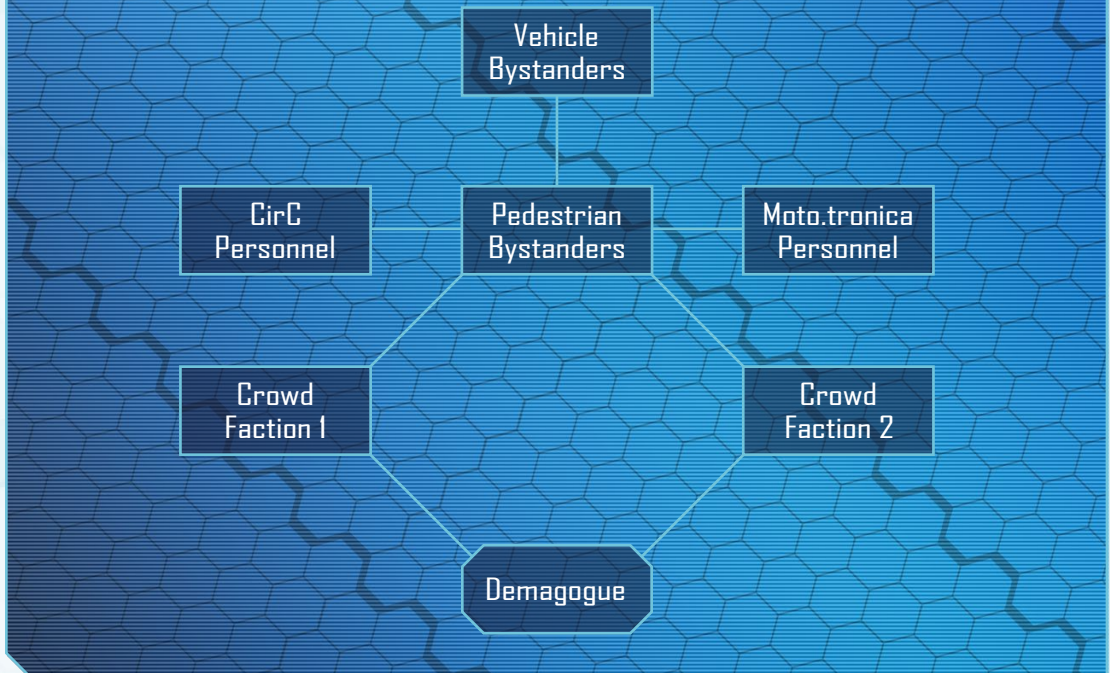 Vehicle
Bystanders
CirC
Personnel
Pedestrian
Bystanders
Moto.tronica
Personnel
Crowd
Faction 1
Crowd
Faction 2
Demagogue